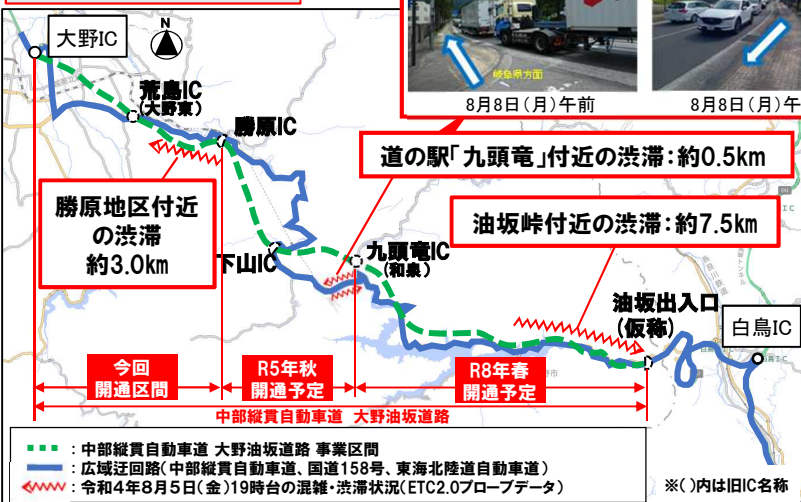 岐阜県方面
8月8日(月)午前
8月8日(月)午
大野IC
N
荒島IC
(大野東)
勝原IC
道の駅「九頭竜」付近の渋滞:約0.5km
勝原地区付近
の渋滞
約3.0km
油坂峠付近の渋滞:約7.5km
下山IC
九頭竜IC
(和泉)
油坂出入口
(仮称)
白鳥IC
今回
開通区間
R5年秋
開通予定
R8年春
開通予定
中部縦貫自動車道 大野油坂道路
:中部縦貫自動車道 大野油坂道路 事業区間
:広域迂回路(中部縦貫自動車道、国道158号、東海北陸道自動車道)
:令和4年8月5日(金)19時台の混雑・渋滞状況(ETC2.0プローブデータ)
※( )内は旧IC名称